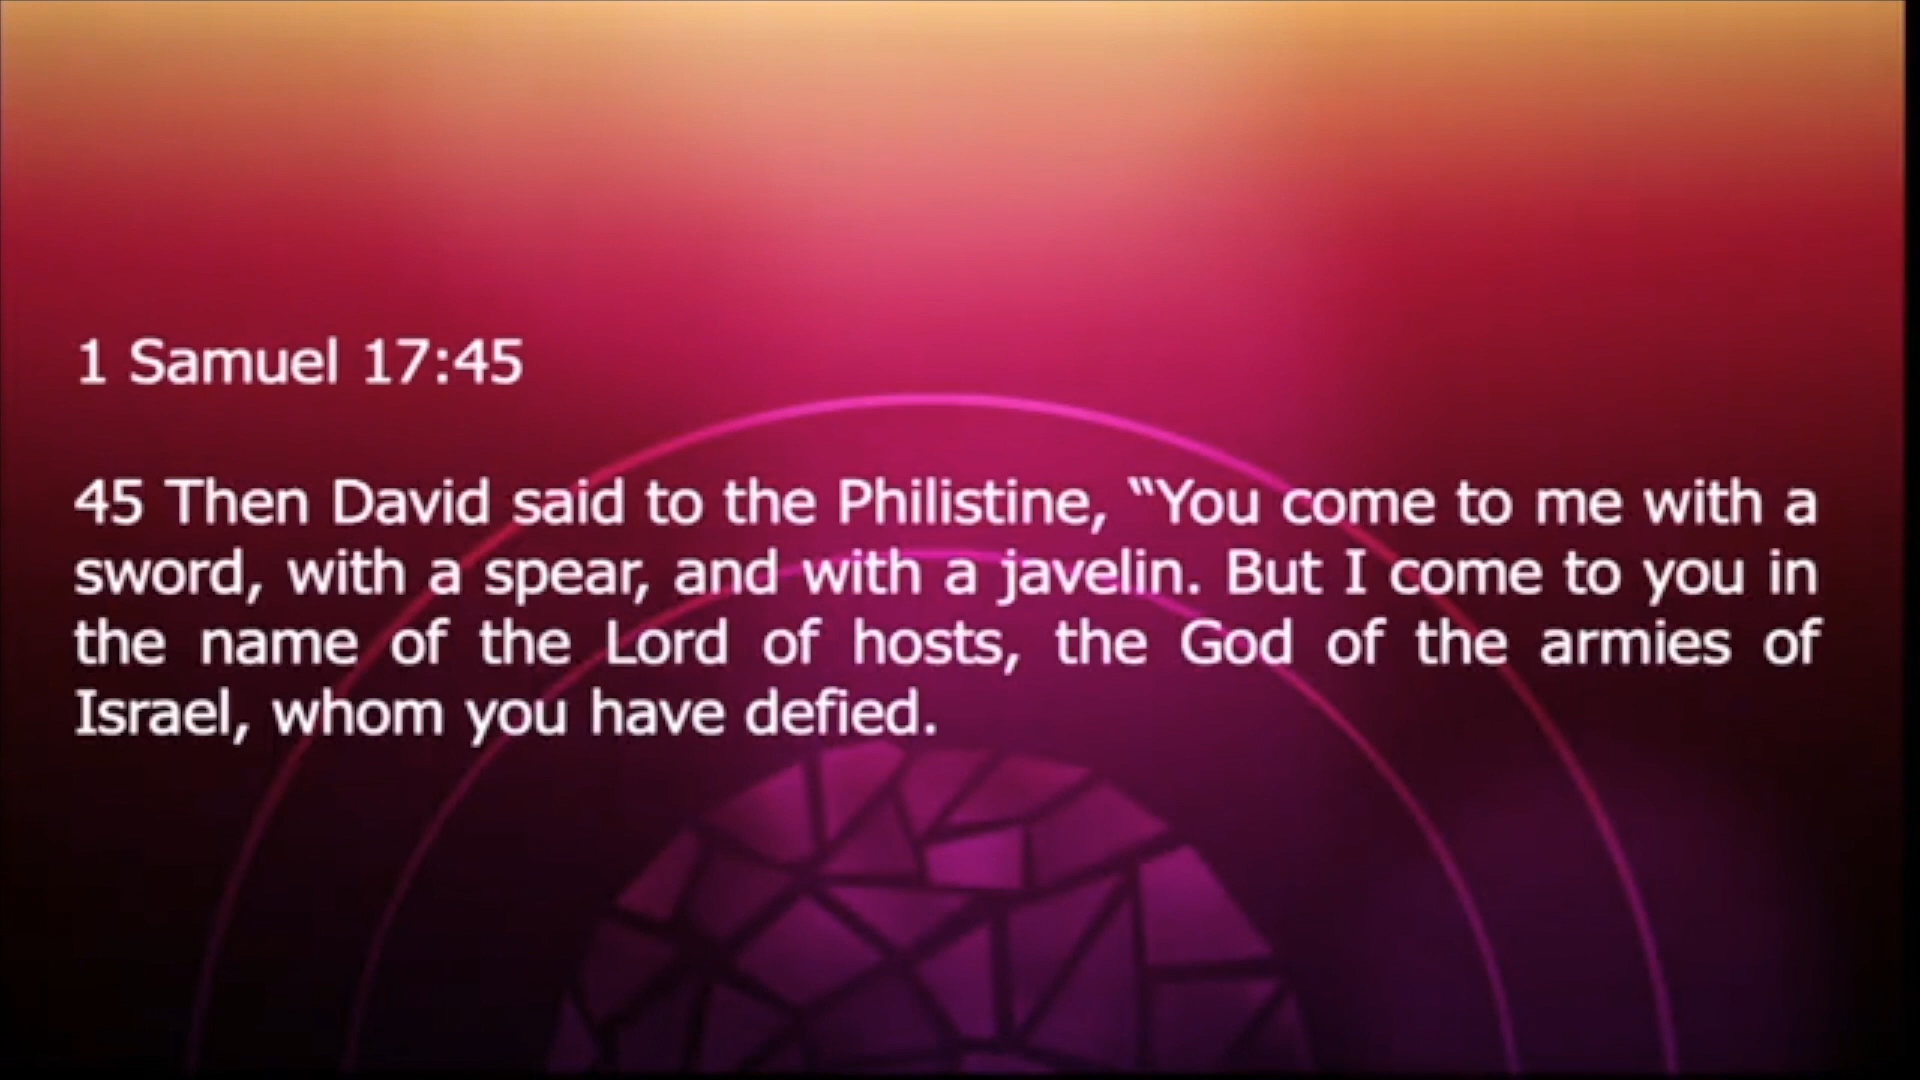 1 Samuel 17:45
45 Then David said to the Philistine, “You come to me with a
sword, with a spear, and with a javelin. But I come to you in
the name of the Lord of hosts, the God of the armies of
Israel, whom you have defied.